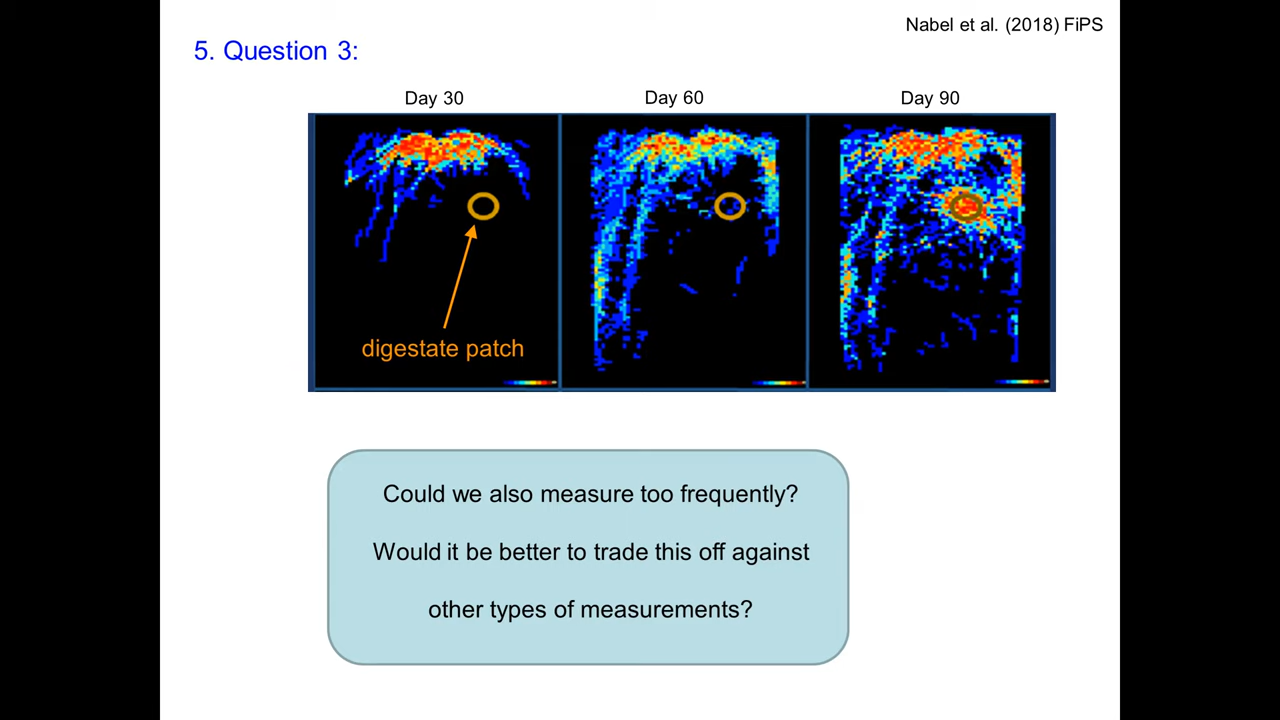 Nabel et al. (2018) FiPS
5. Question 3:
Day 30
Day 60
Day 90
digestate patch
Could we also measure too frequently?
Would it be better to trade this off against
other types of measurements?